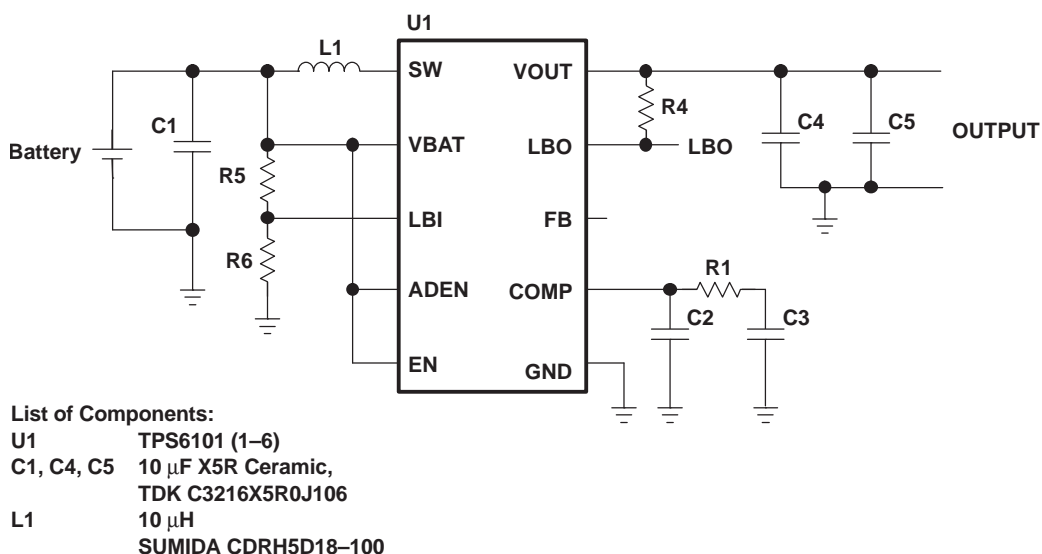 U1
L1
SW
VOUT
R4
C1
C4
C5
OUTPUT
Battery
VBAT
LBO
LBO
R5
LBI
FB
R6
R1
ADEN
COMP
C2
C3
EN
GND
List of Components:
U1 TPS6101 (1–6)
C1, C4, C5 10 μF X5R Ceramic,
TDK C3216X5R0J106
L1 10 μH
SUMIDA CDRH5D18–100